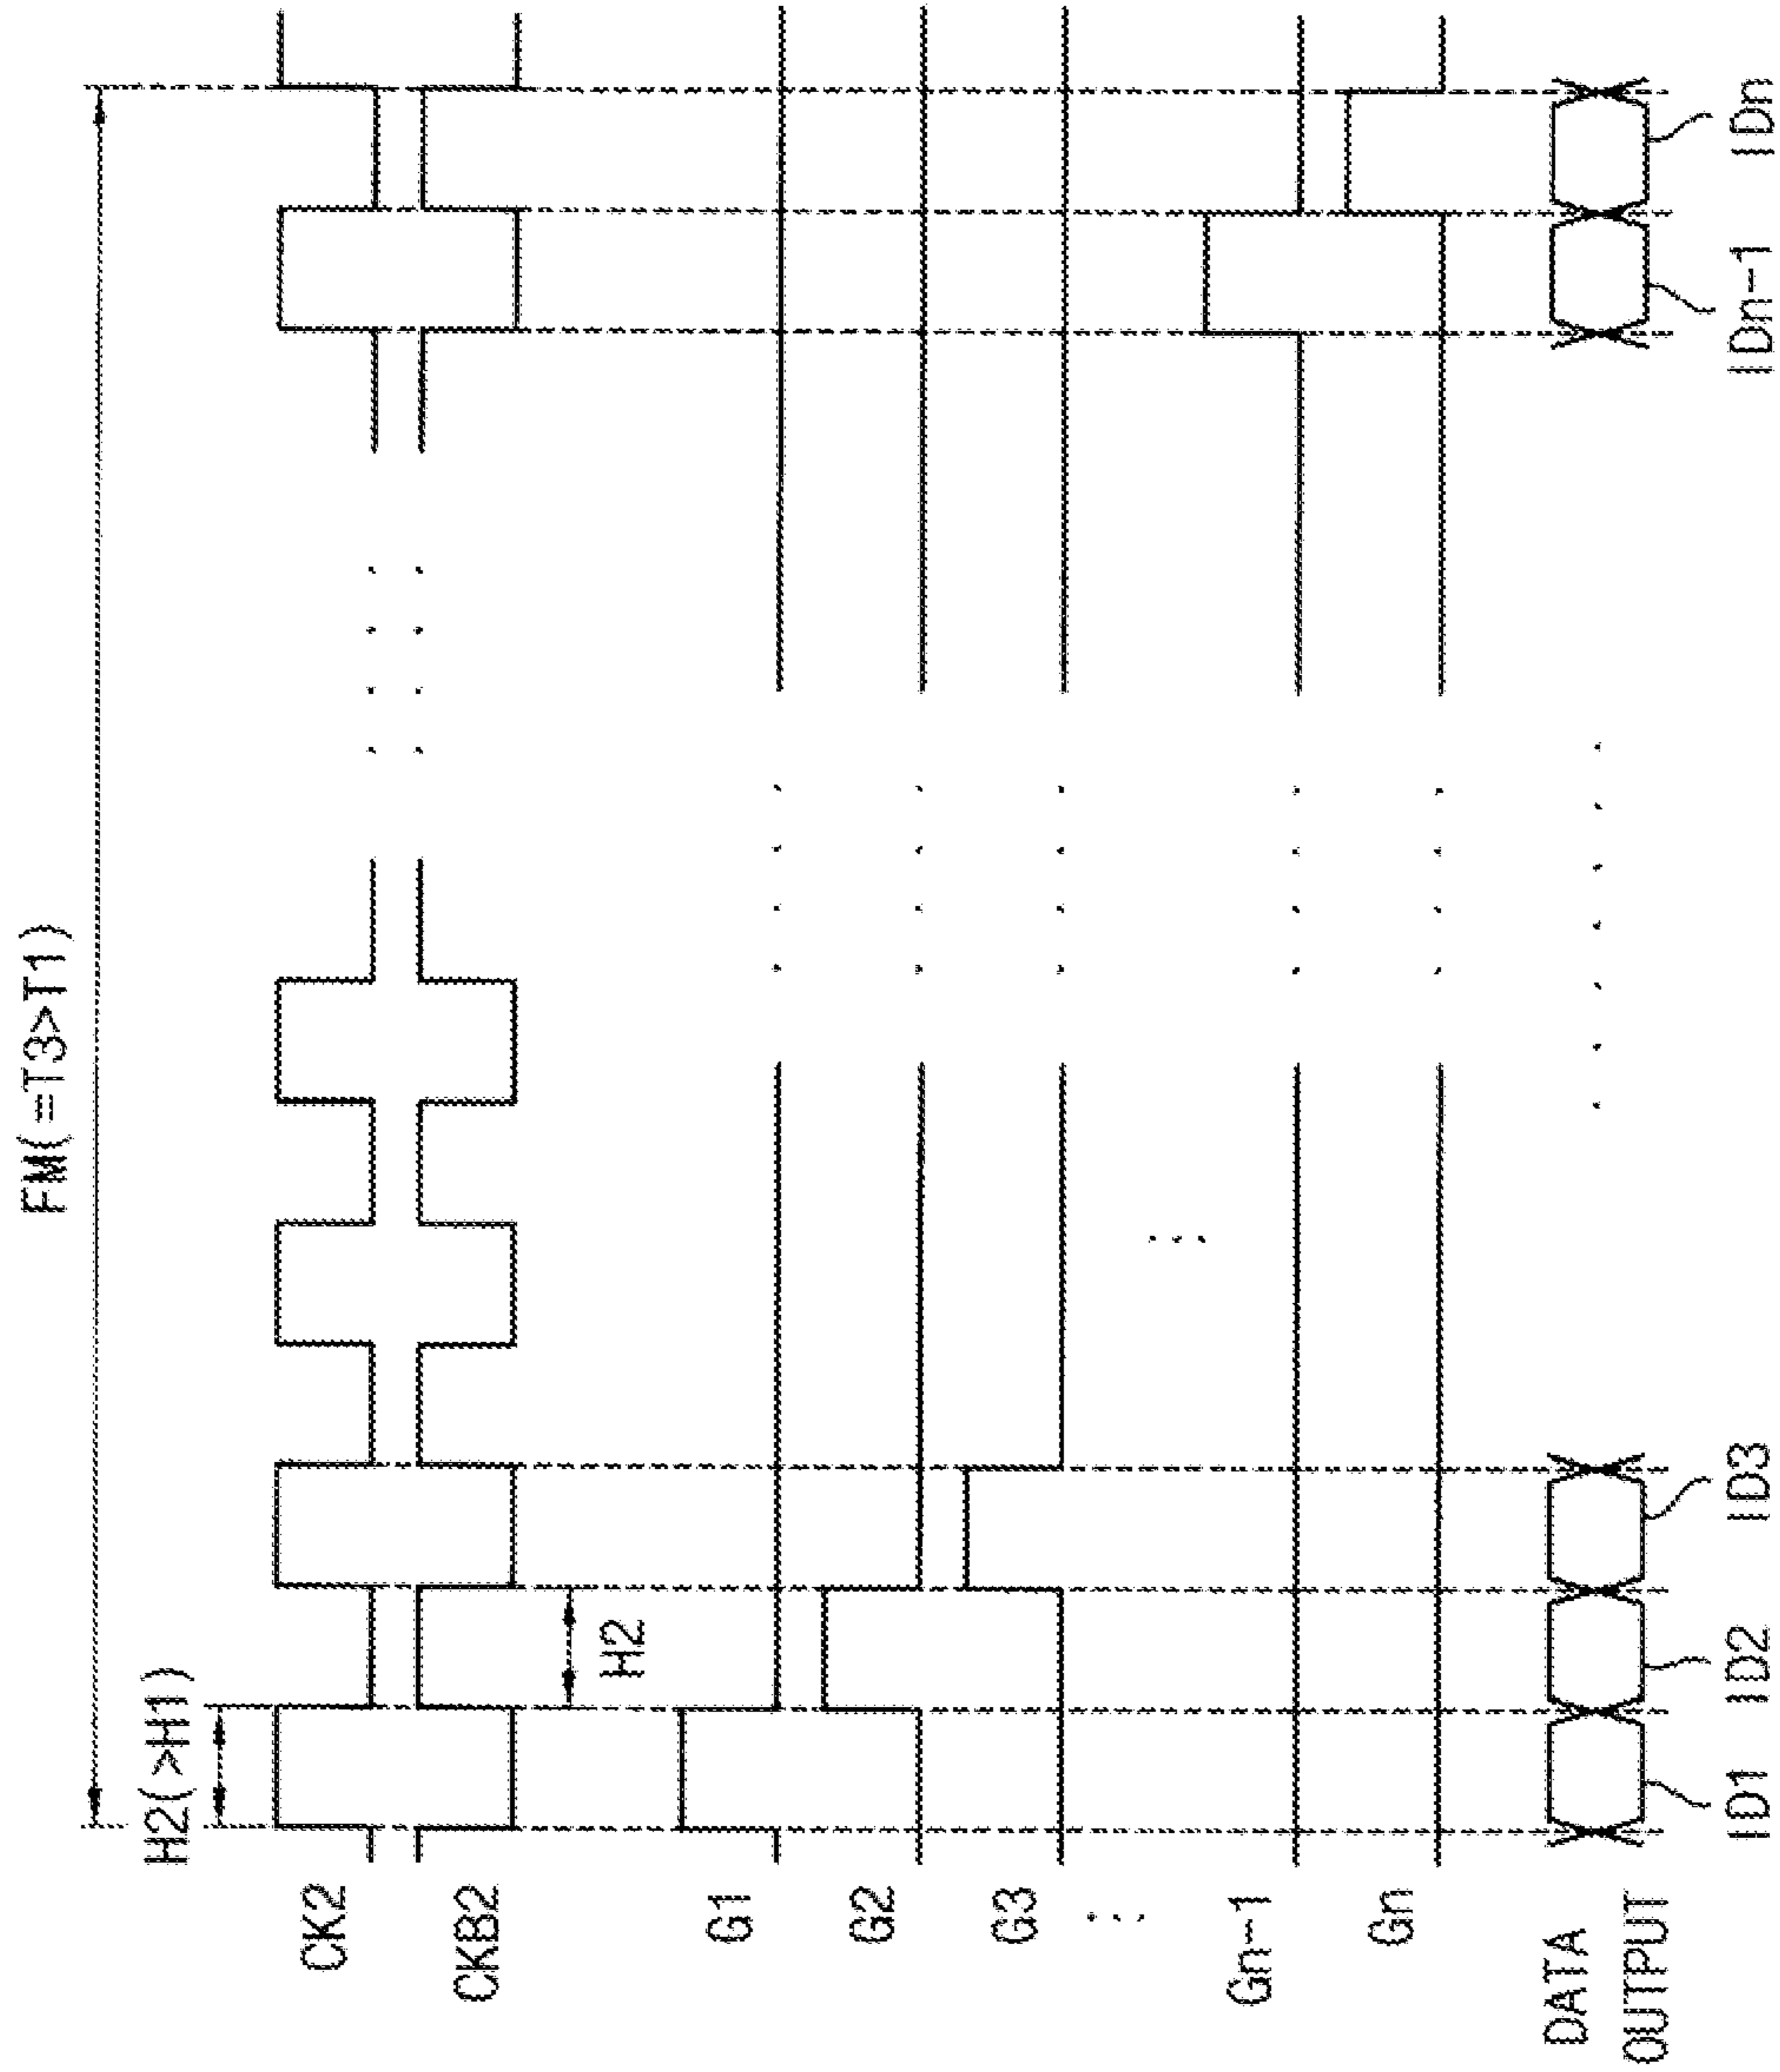 FM(=T3>T1)
H2(>H1)
CK2
CKB2
H2
G1
G2
G3
Gn-1
Gn
DATA
OUTPUT
ID1
ID2
ID3
IDn-1
IDn